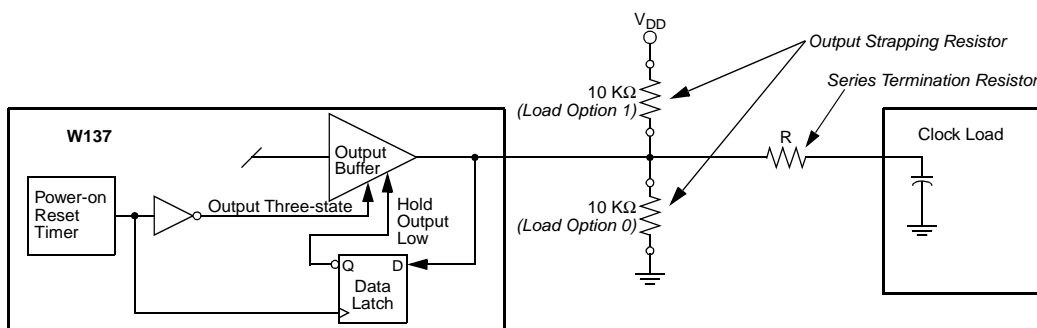 VDD
Output Strapping Resistor
Series Termination Resistor
10 KΩ
(Load Option 1)
W137
Clock Load
R
Output
Buffer
Power-on
Reset
Timer
Output Three-state
Hold
Output
Low
10 KΩ
(Load Option 0)
Q D
Data
Latch